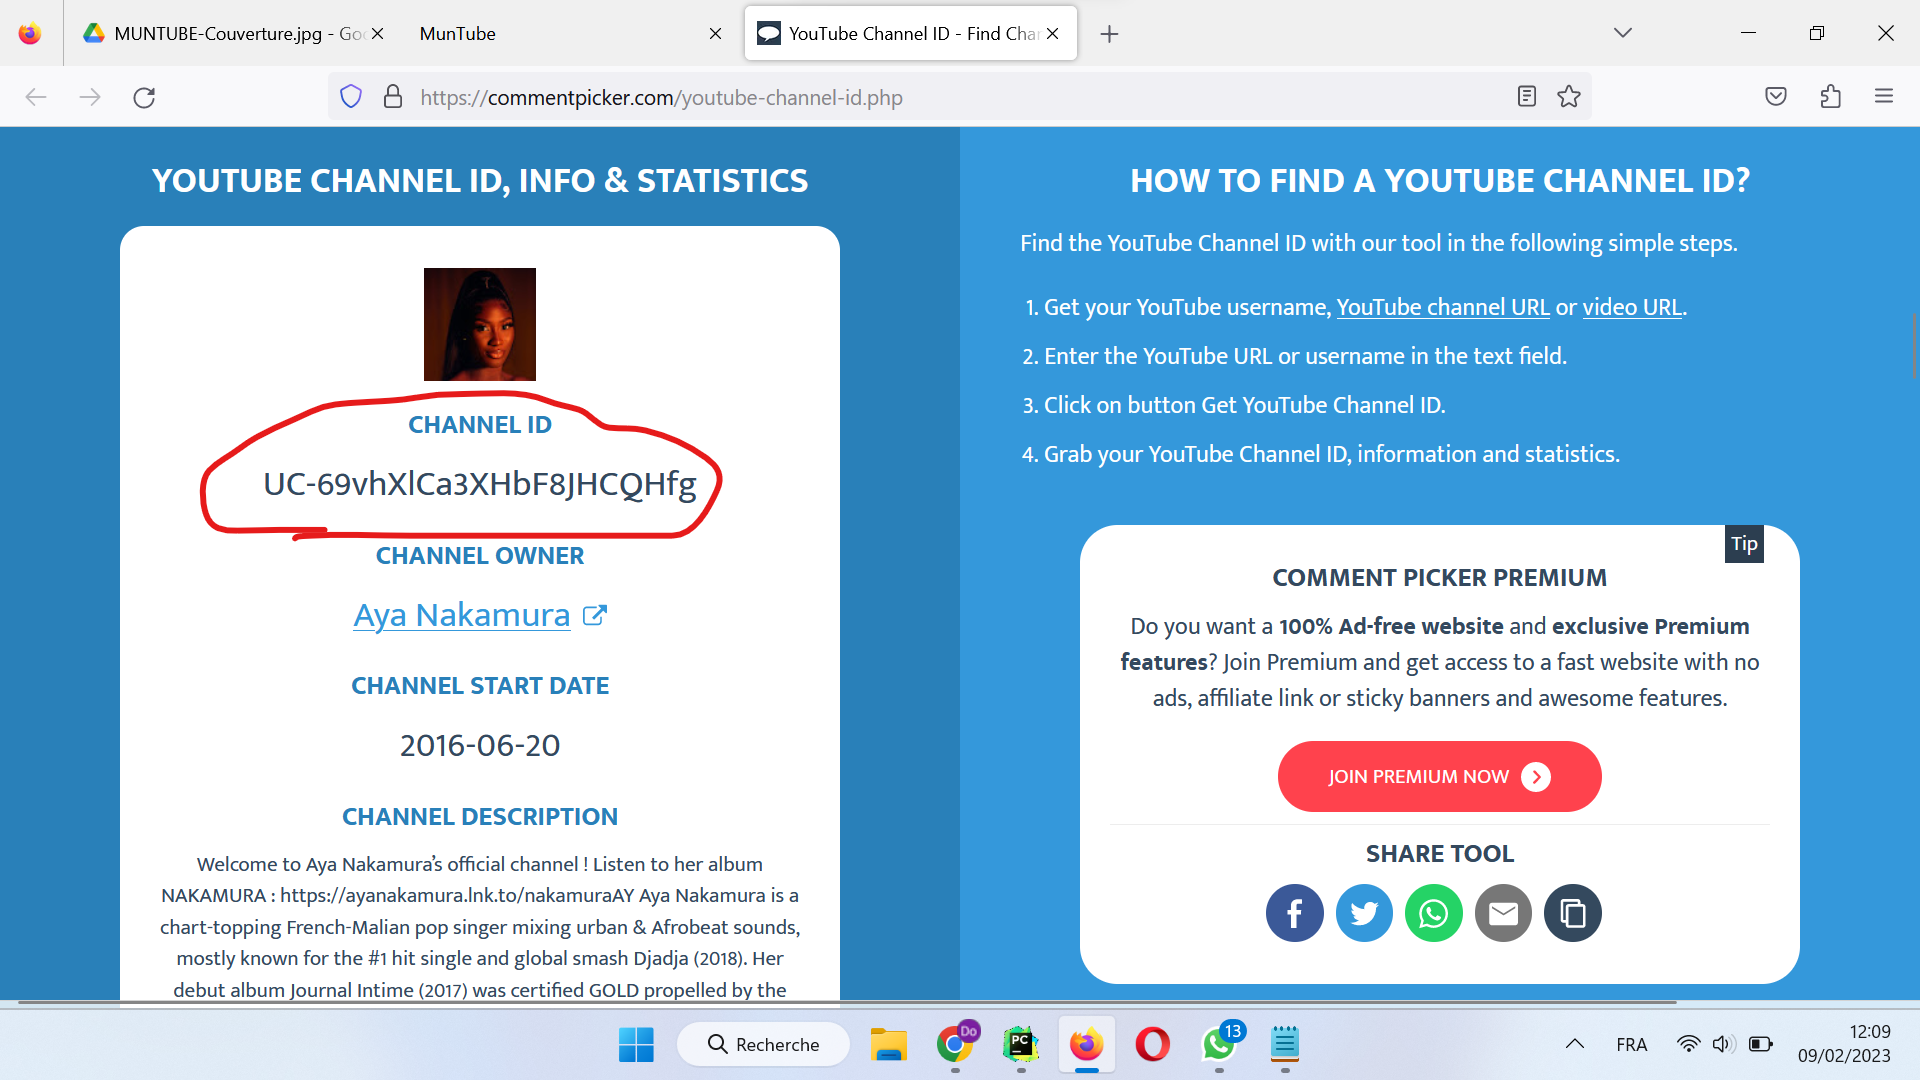 MUNTUBE-Couverture.jpg - Goo
MunTube
YouTube Channel ID - Find Chan
https://commentpicker.com/youtube-channel-id.php
YOUTUBE CHANNEL ID, INFO & STATISTICS
CHANNEL ID
UC-69vhXlCa3XHbF8JHCQHfg
CHANNEL OWNER
Aya Nakamura
CHANNEL START DATE
2016-06-20
CHANNEL DESCRIPTION
Welcome to Aya Nakamura’s official channel ! Listen to her album
NAKAMURA : https://ayanakamura.lnk.to/nakamuraAY Aya Nakamura is a
chart-topping French-Malian pop singer mixing urban & Afrobeat sounds,
mostly known for the #1 hit single and global smash Djadja (2018). Her
debut album Journal Intime (2017) was certified GOLD propelled by the
HOW TO FIND A YOUTUBE CHANNEL ID?
Find the YouTube Channel ID with our tool in the following simple steps.
1. Get your YouTube username, YouTube channel URL or video URL.
2. Enter the YouTube URL or username in the text field.
3. Click on button Get YouTube Channel ID.
4. Grab your YouTube Channel ID, information and statistics.
Tip
COMMENT PICKER PREMIUM
Do you want a 100% Ad-free website and exclusive Premium
features? Join Premium and get access to a fast website with no
ads, affiliate link or sticky banners and awesome features.
JOIN PREMIUM NOW
SHARE TOOL
Recherche
Do
PC
13
FRA
12:09
09/02/2023